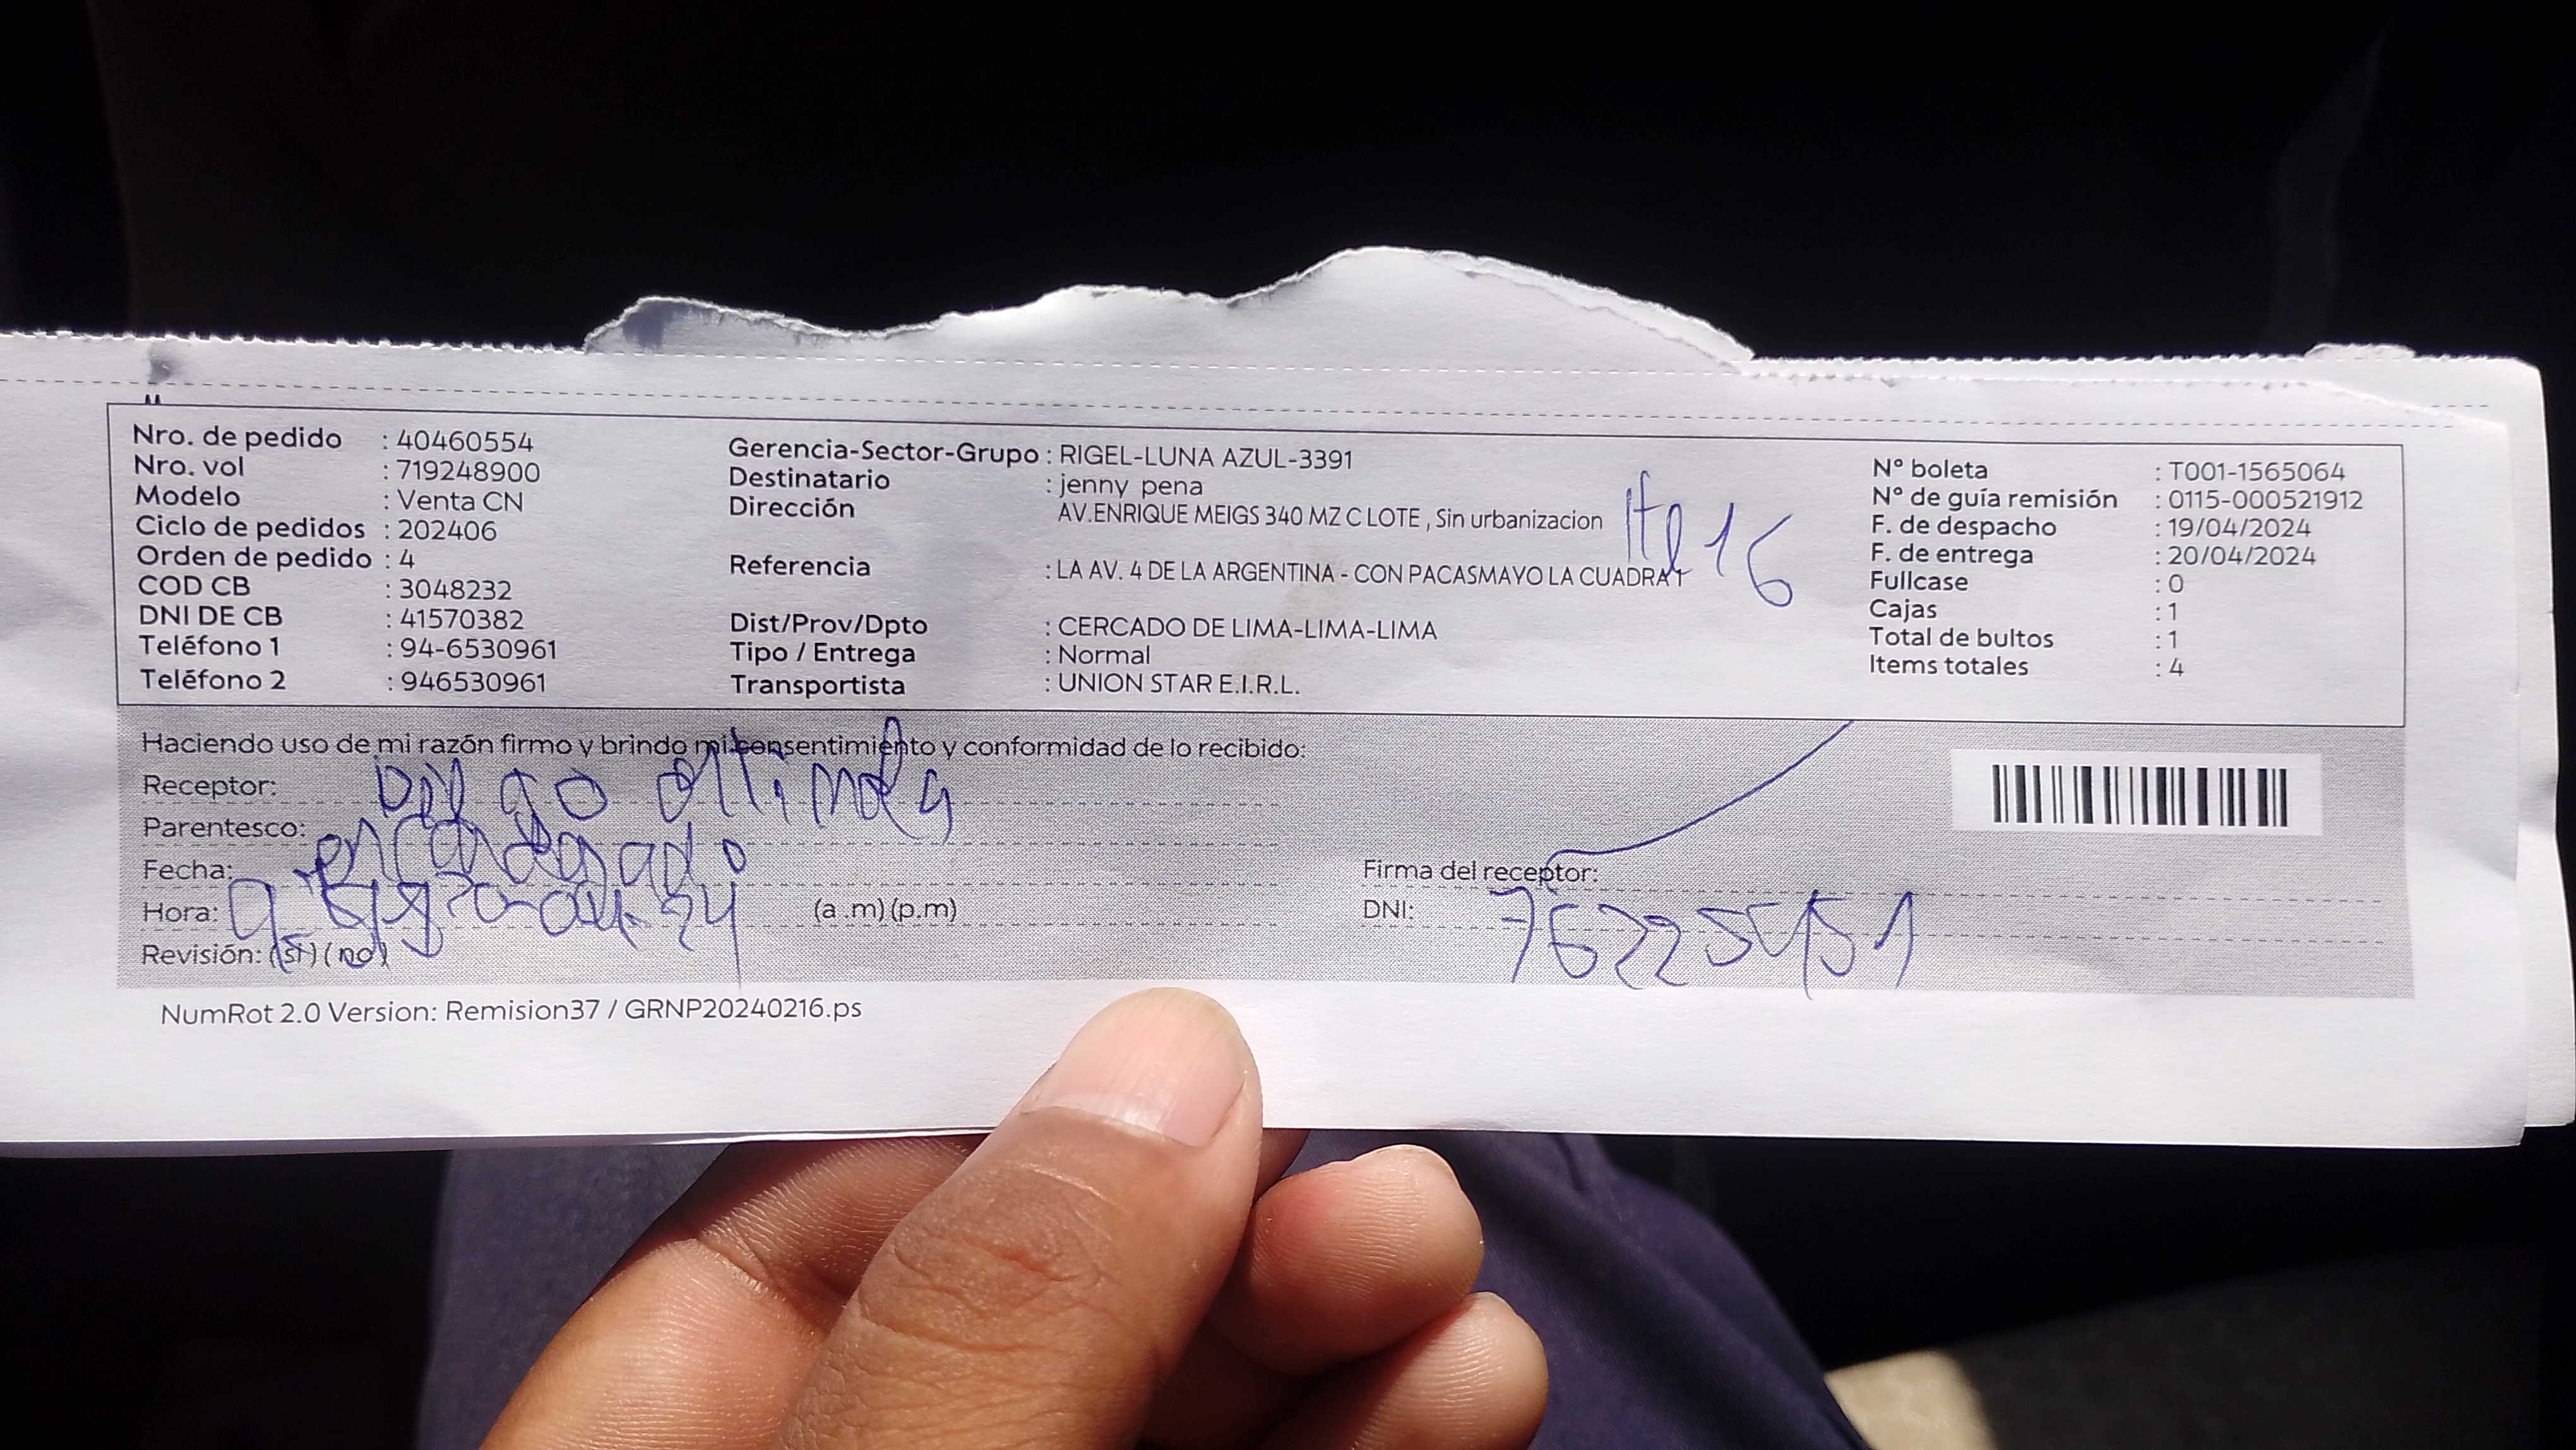 Nro. de pedido : 40460554
Nro. vol : 719248900
Modelo : Venta CN
Ciclo de pedidos : 202406
Orden de pedido : 4
COD CB : 3048232
DNI DE CB : 41570382
Teléfono 1 : 94-6530961
Teléfono 2 : 946530961
Gerencia-Sector-Grupo : RIGEL-LUNA AZUL-3391
Destinatario : jenny pena
Dirección AV.ENRIQUE MEIGS 340 MZ C LOTE , Sin urbanizacion
Referencia : LA AV. 4 DE LA ARGENTINA - CON PACASMAYO LA CUADRA 1
Dist/Prov/Dpto : CERCADO DE LIMA-LIMA-LIMA
Tipo / Entrega : Normal
Transportista : UNION STAR E.I.R.L.
16
N° boleta : T001-1565064
N° de guía remisión : 0115-000521912
F. de despacho : 19/04/2024
F. de entrega : 20/04/2024
Fullcase : 0
Cajas : 1
Total de bultos : 1
Items totales : 4
Haciendo uso de mi razón firmo y brindo mi consentimiento y conformidad de lo recibido:
Receptor:
Parentesco: encargado
Fecha: 20-04-24
Hora: (a .m) (p.m)
Revisión: (si) (no)
Firma del receptor:
DNI:
NumRot 2.0 Version: Remision37 / GRNP20240216.ps